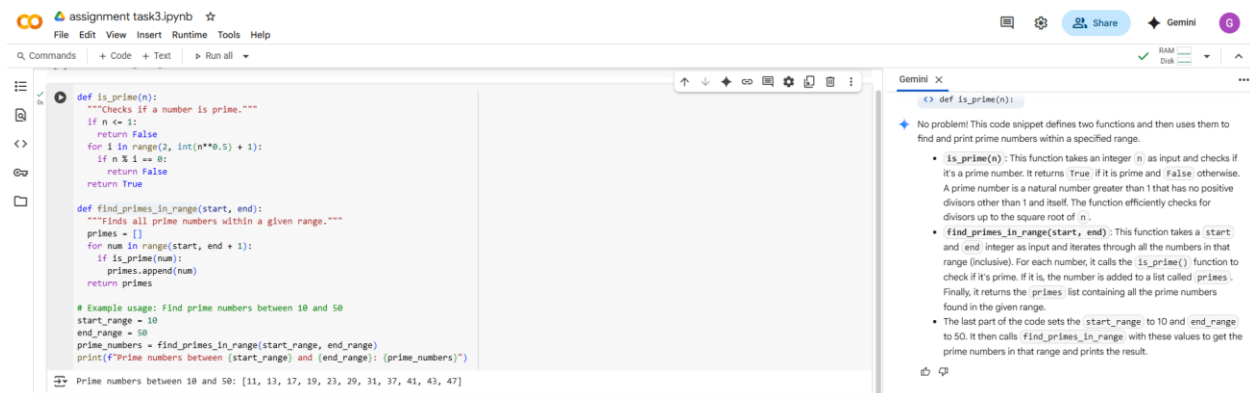 assignment task3.ipynb
File Edit View Insert Runtime Tools Help
Share
Gemini
G
Commands + Code + Text Run all
RAM
Disk
0s
def is_prime(n):
"""Checks if a number is prime."""
if n <= 1:
return False
for i in range(2, int(n**0.5) + 1):
if n % i == 0:
return False
return True
def find_primes_in_range(start, end):
"""Finds all prime numbers within a given range."""
primes = []
for num in range(start, end + 1):
if is_prime(num):
primes.append(num)
return primes
# Example usage: Find prime numbers between 10 and 50
start_range = 10
end_range = 50
prime_numbers = find_primes_in_range(start_range, end_range)
print(f"Prime numbers between {start_range} and {end_range}: {prime_numbers}")
Prime numbers between 10 and 50: [11, 13, 17, 19, 23, 29, 31, 37, 41, 43, 47]
Gemini
<> def is_prime(n):
No problem! This code snippet defines two functions and then uses them to
find and print prime numbers within a specified range.
• is_prime(n): This function takes an integer n as input and checks if
it's a prime number. It returns True if it is prime and False otherwise.
A prime number is a natural number greater than 1 that has no positive
divisors other than 1 and itself. The function efficiently checks for
divisors up to the square root of n.
• find_primes_in_range(start, end): This function takes a start
and end integer as input and iterates through all the numbers in that
range (inclusive). For each number, it calls the is_prime() function to
check if it's prime. If it is, the number is added to a list called primes.
Finally, it returns the primes list containing all the prime numbers
found in the given range.
• The last part of the code sets the start_range to 10 and end_range
to 50. It then calls find_primes_in_range with these values to get the
prime numbers in that range and prints the result.